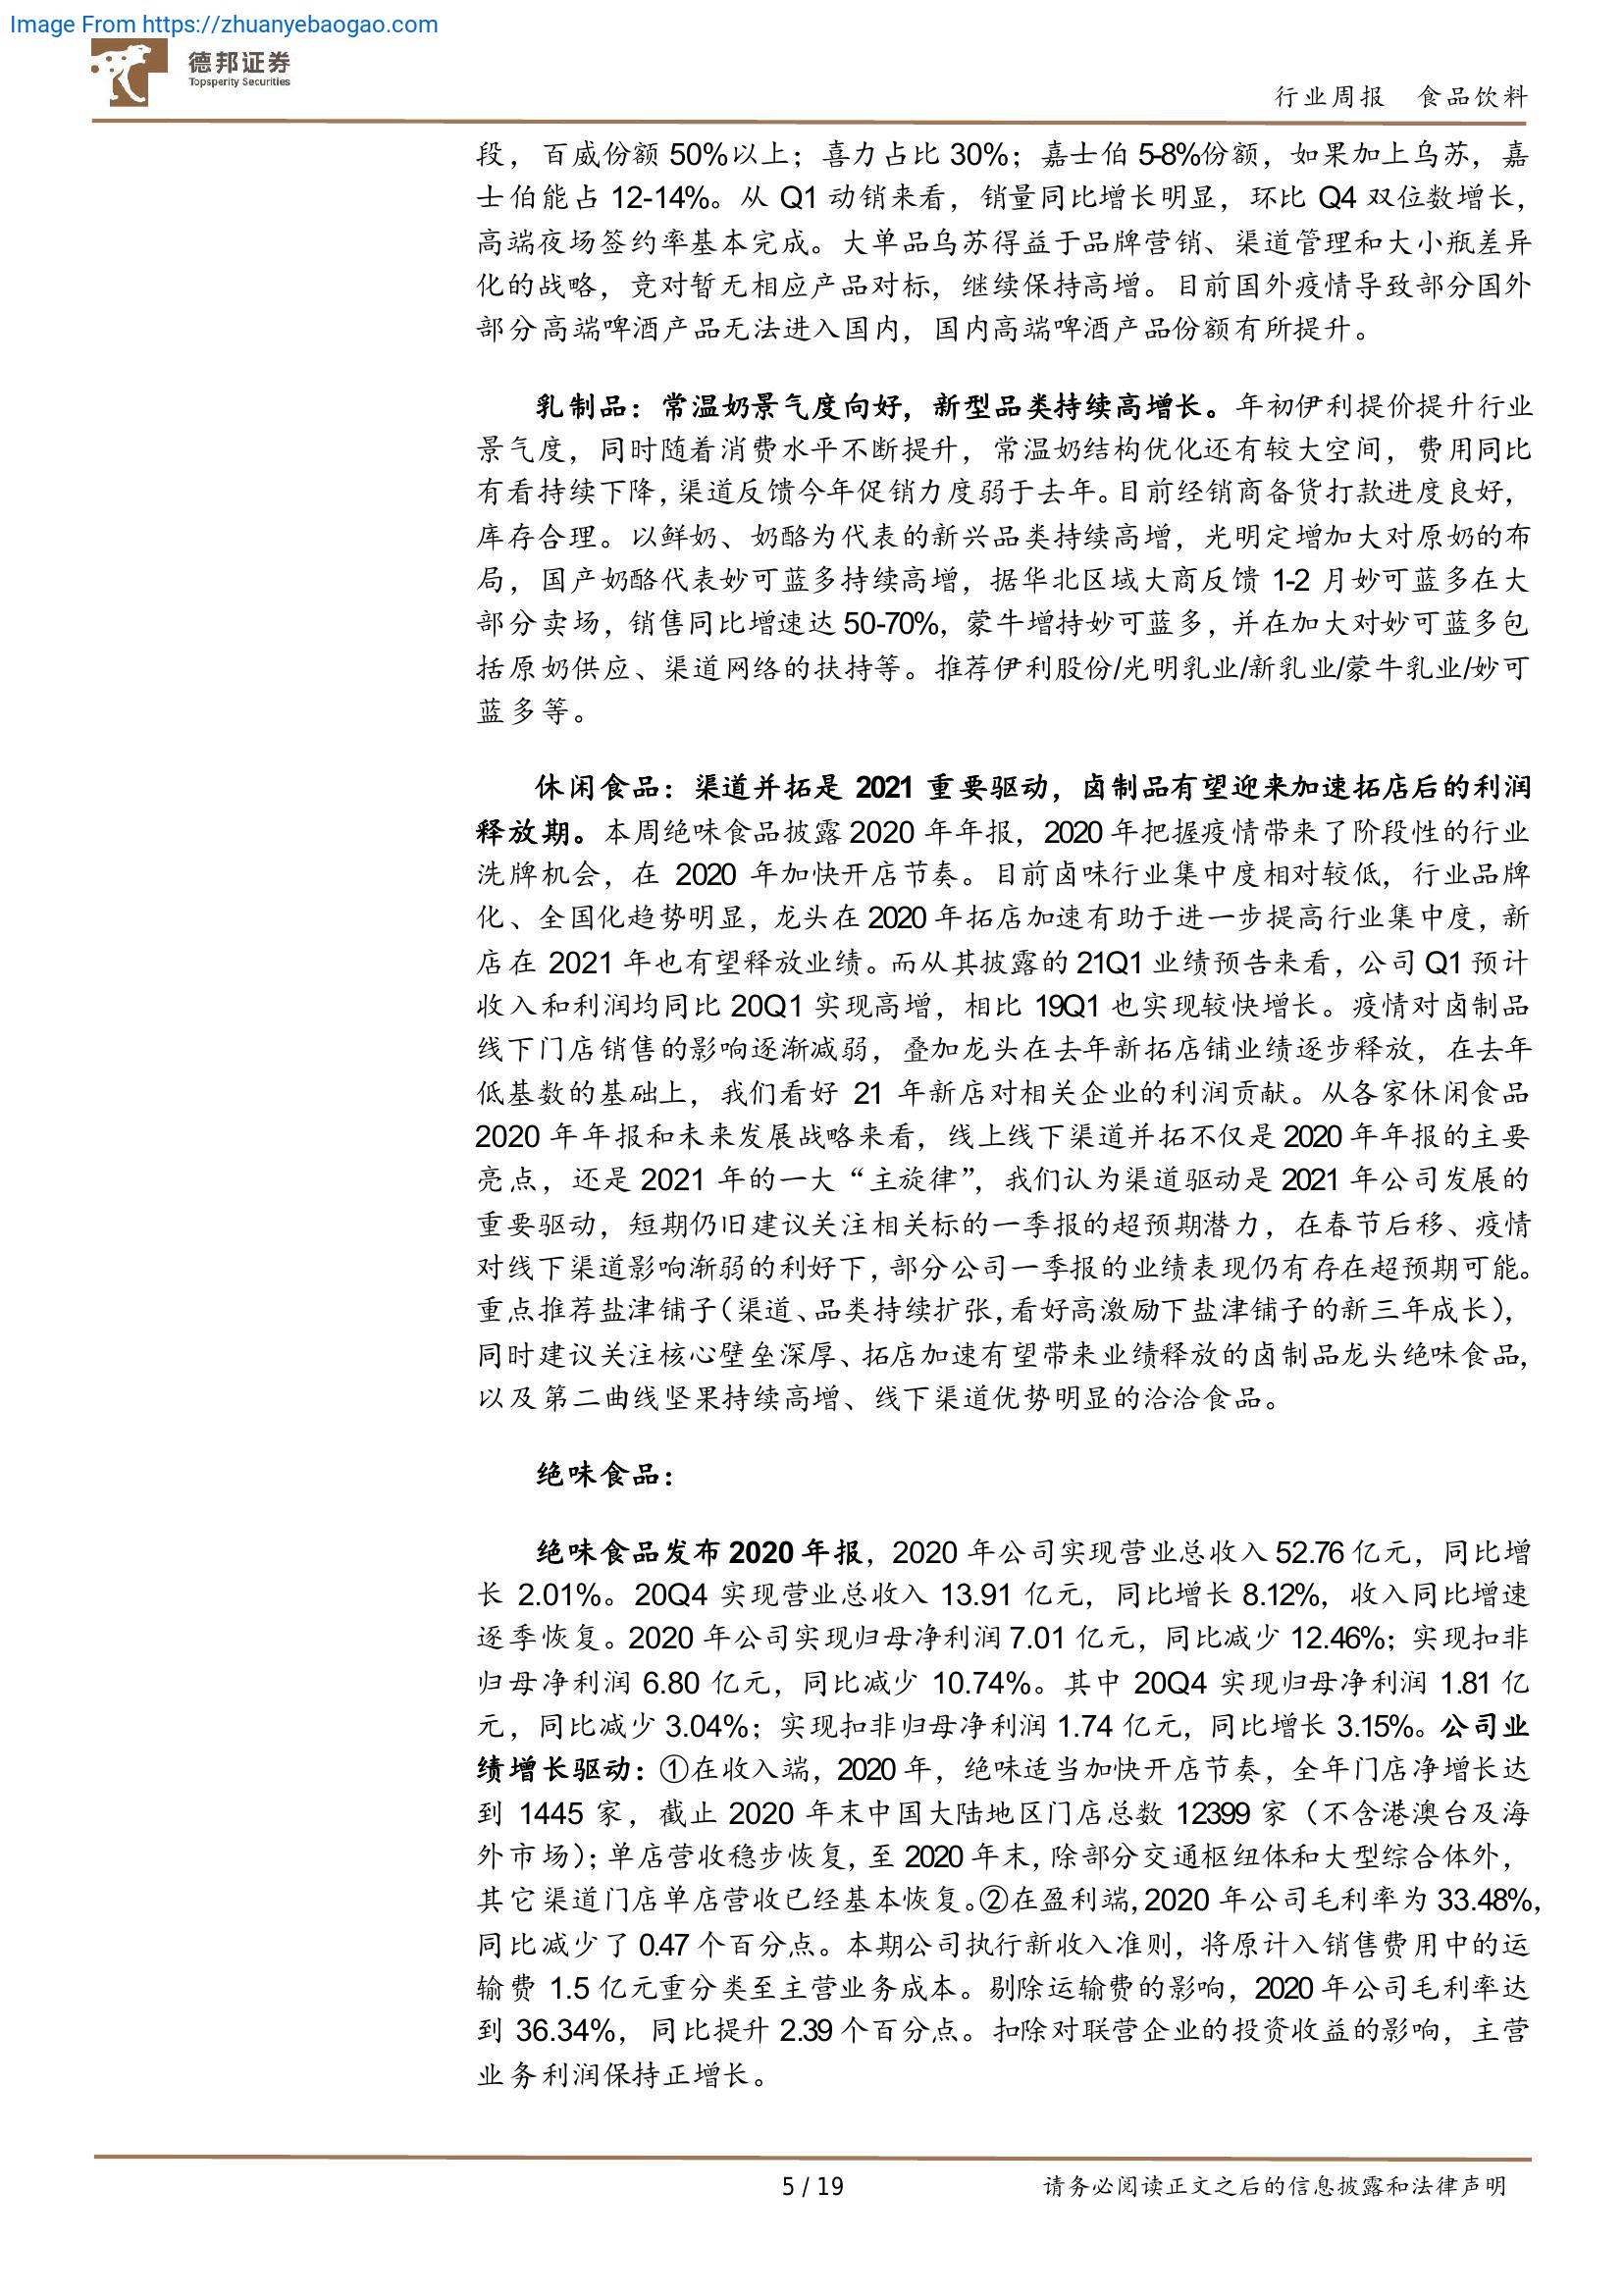 Image From https://zhuanyebaogao.com
德邦证券
Topsperity Securities
行业周报 食品饮料
段，百威份额 50%以上；喜力占比 30%；嘉士伯 5-8%份额，如果加上乌苏，嘉
士伯能占 12-14%。从 Q1 动销来看，销量同比增长明显，环比 Q4 双位数增长，
高端夜场签约率基本完成。大单品乌苏得益于品牌营销、渠道管理和大小瓶差异
化的战略，竞对暂无相应产品对标，继续保持高增。目前国外疫情导致部分国外
部分高端啤酒产品无法进入国内，国内高端啤酒产品份额有所提升。
乳制品：常温奶景气度向好，新型品类持续高增长。年初伊利提价提升行业
景气度，同时随着消费水平不断提升，常温奶结构优化还有较大空间，费用同比
有看持续下降，渠道反馈今年促销力度弱于去年。目前经销商备货打款进度良好，
库存合理。以鲜奶、奶酪为代表的新兴品类持续高增，光明定增加大对原奶的布
局，国产奶酪代表妙可蓝多持续高增，据华北区域大商反馈 1-2 月妙可蓝多在大
部分卖场，销售同比增速达 50-70%，蒙牛增持妙可蓝多，并在加大对妙可蓝多包
括原奶供应、渠道网络的扶持等。推荐伊利股份/光明乳业/新乳业/蒙牛乳业/妙可
蓝多等。
休闲食品：渠道并拓是 2021 重要驱动，卤制品有望迎来加速拓店后的利润
释放期。本周绝味食品披露 2020 年年报，2020 年把握疫情带来了阶段性的行业
洗牌机会，在 2020 年加快开店节奏。目前卤味行业集中度相对较低，行业品牌
化、全国化趋势明显，龙头在 2020 年拓店加速有助于进一步提高行业集中度，新
店在 2021 年也有望释放业绩。而从其披露的 21Q1 业绩预告来看，公司 Q1 预计
收入和利润均同比 20Q1 实现高增，相比 19Q1 也实现较快增长。疫情对卤制品
线下门店销售的影响逐渐减弱，叠加龙头在去年新拓店铺业绩逐步释放，在去年
低基数的基础上，我们看好 21 年新店对相关企业的利润贡献。从各家休闲食品
2020 年年报和未来发展战略来看，线上线下渠道并拓不仅是 2020 年年报的主要
亮点，还是 2021 年的一大“主旋律”，我们认为渠道驱动是 2021 年公司发展的
重要驱动，短期仍旧建议关注相关标的一季报的超预期潜力，在春节后移、疫情
对线下渠道影响渐弱的利好下，部分公司一季报的业绩表现仍有存在超预期可能。
重点推荐盐津铺子（渠道、品类持续扩张，看好高激励下盐津铺子的新三年成长），
同时建议关注核心壁垒深厚、拓店加速有望带来业绩释放的卤制品龙头绝味食品，
以及第二曲线坚果持续高增、线下渠道优势明显的洽洽食品。
绝味食品：
绝味食品发布 2020 年报，2020 年公司实现营业总收入 52.76 亿元，同比增
长 2.01%。20Q4 实现营业总收入 13.91 亿元，同比增长 8.12%，收入同比增速
逐季恢复。2020 年公司实现归母净利润 7.01 亿元，同比减少 12.46%；实现扣非
归母净利润 6.80 亿元，同比减少 10.74%。其中 20Q4 实现归母净利润 1.81 亿
元，同比减少 3.04%；实现扣非归母净利润 1.74 亿元，同比增长 3.15%。公司业
绩增长驱动：①在收入端，2020 年，绝味适当加快开店节奏，全年门店净增长达
到 1445 家，截止 2020 年末中国大陆地区门店总数 12399 家（不含港澳台及海
外市场）；单店营收稳步恢复，至 2020 年末，除部分交通枢纽体和大型综合体外，
其它渠道门店单店营收已经基本恢复。②在盈利端，2020 年公司毛利率为 33.48%，
同比减少了 0.47 个百分点。本期公司执行新收入准则，将原计入销售费用中的运
输费 1.5 亿元重分类至主营业务成本。剔除运输费的影响，2020 年公司毛利率达
到 36.34%，同比提升 2.39 个百分点。扣除对联营企业的投资收益的影响，主营
业务利润保持正增长。
5 / 19
请务必阅读正文之后的信息披露和法律声明